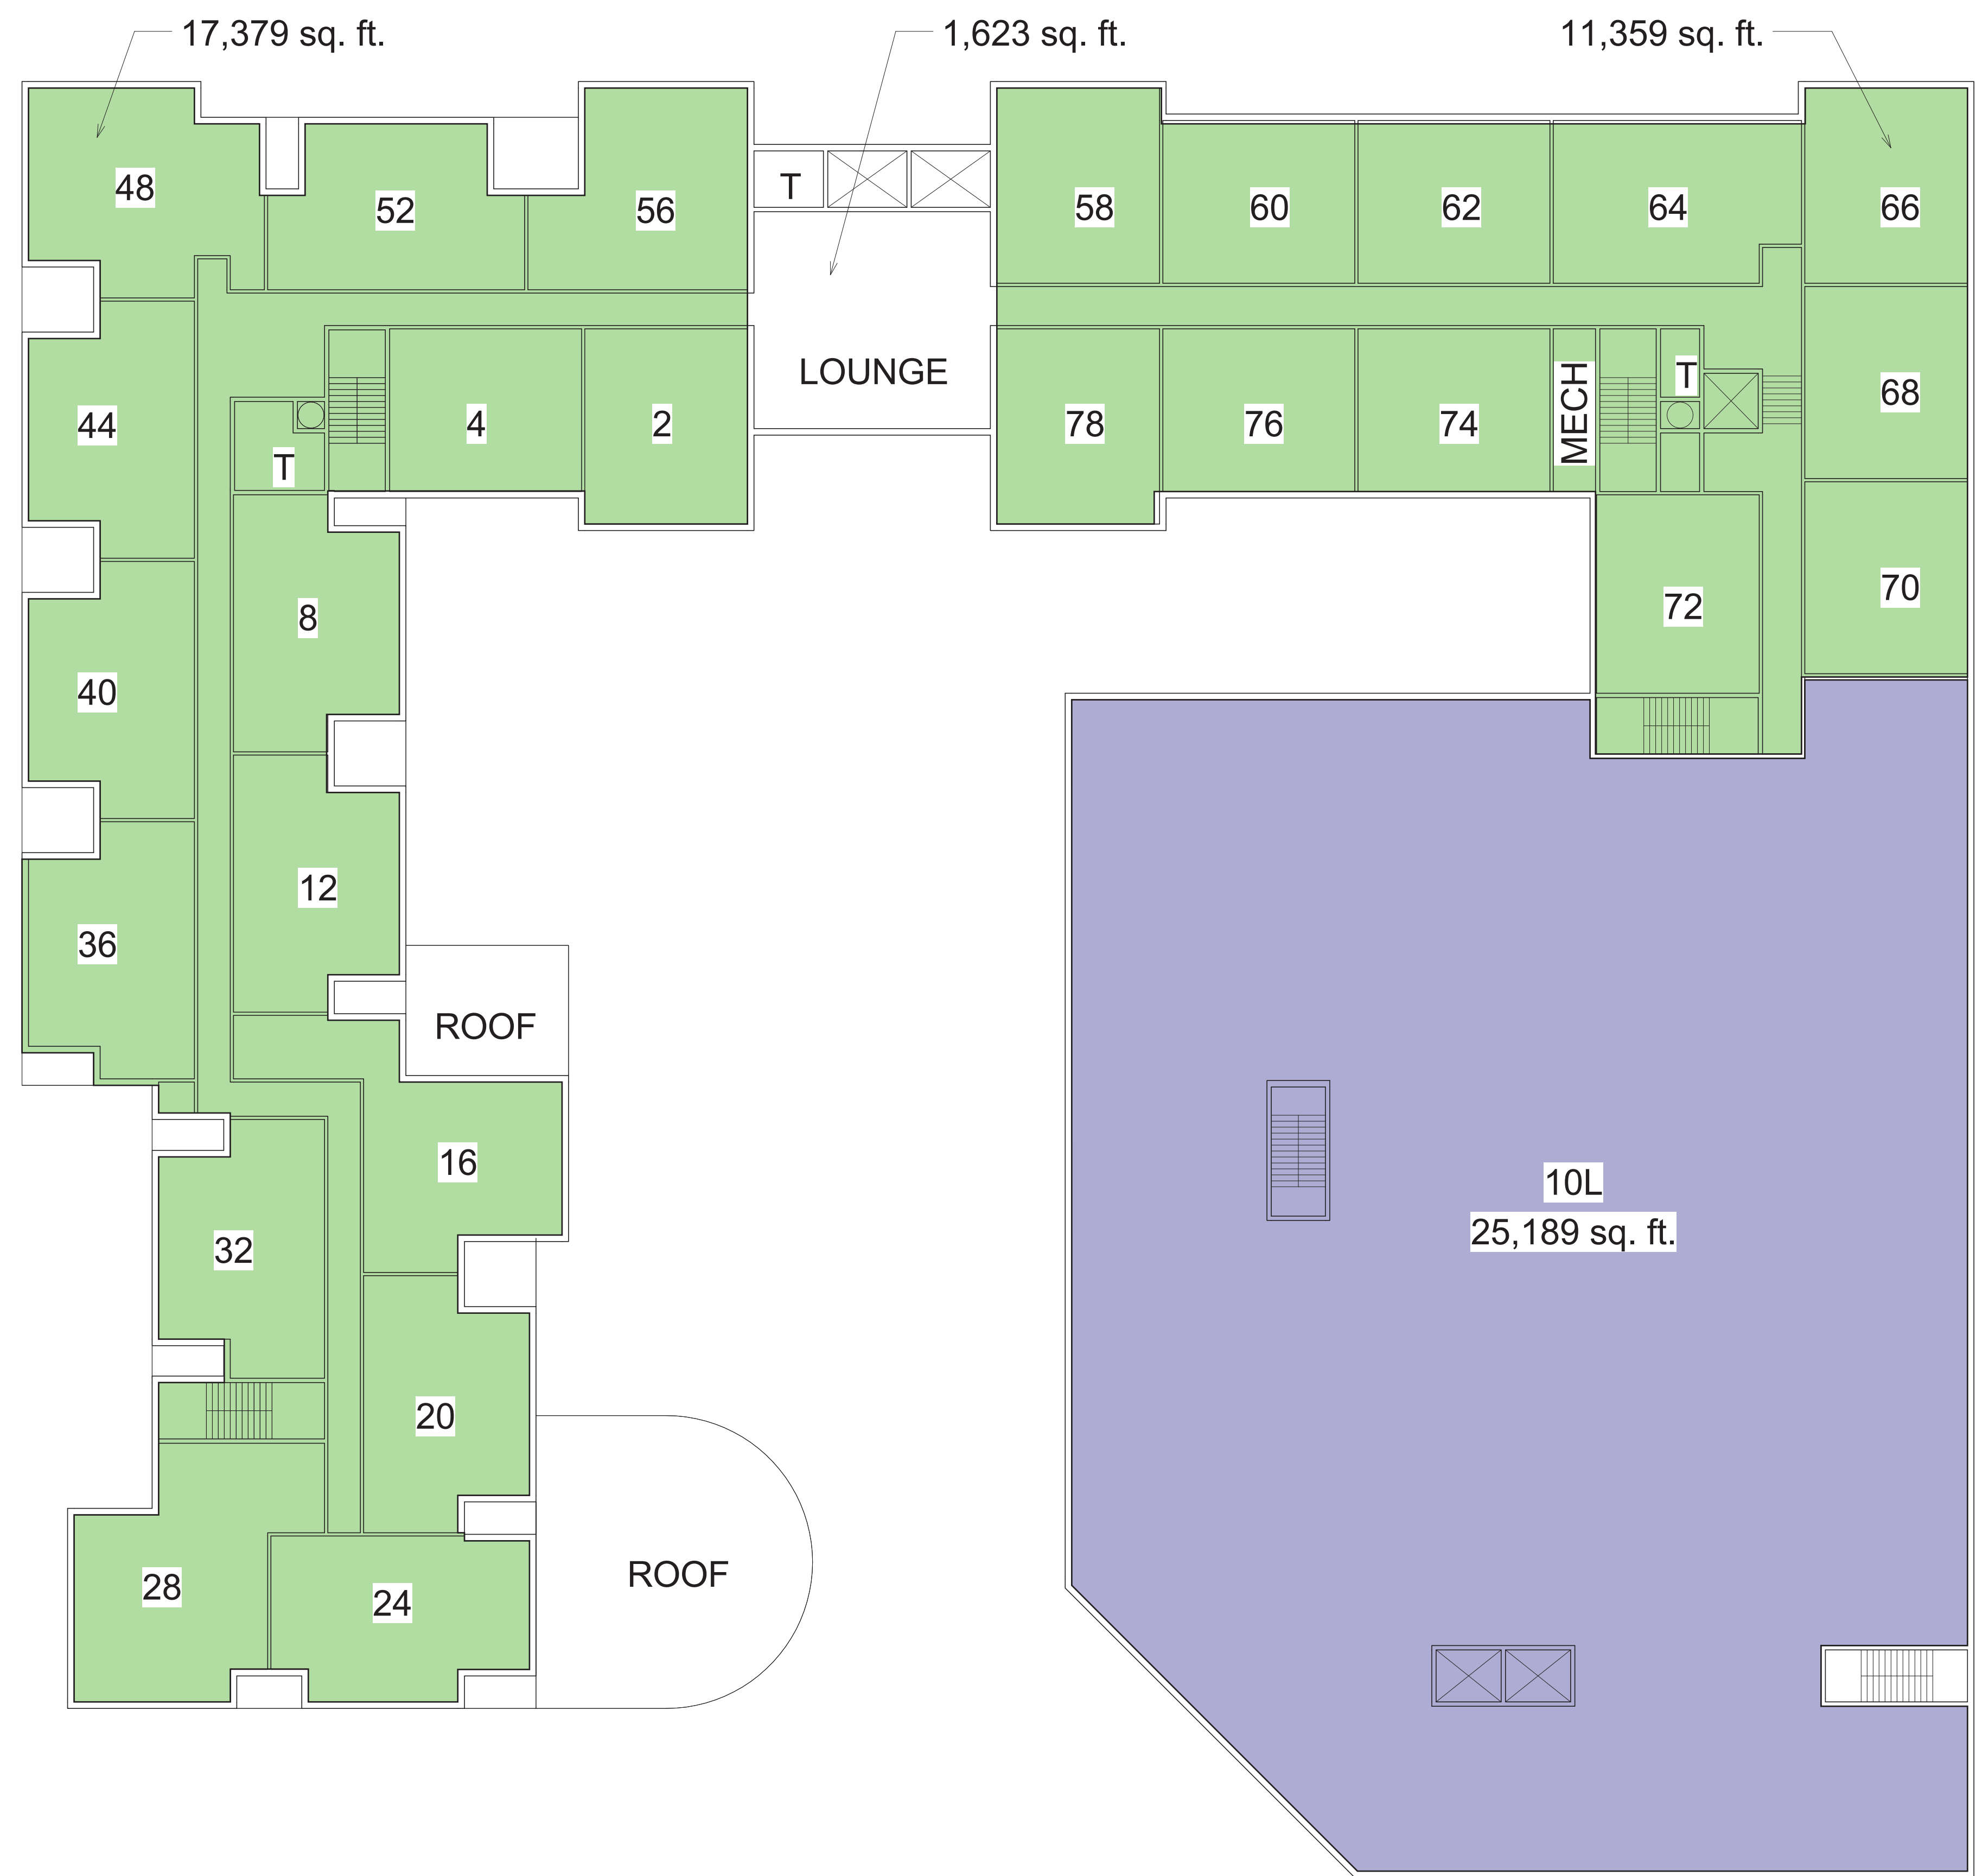 17,379 sq. ft.
1,623 sq. ft.
11,359 sq. ft.
48
52
56
T
58
60
62
64
66
44
T
4
2
LOUNGE
78
76
74
MECH
T
68
8
72
70
40
12
36
ROOF
16
32
10L
25,189 sq. ft.
20
28
24
ROOF